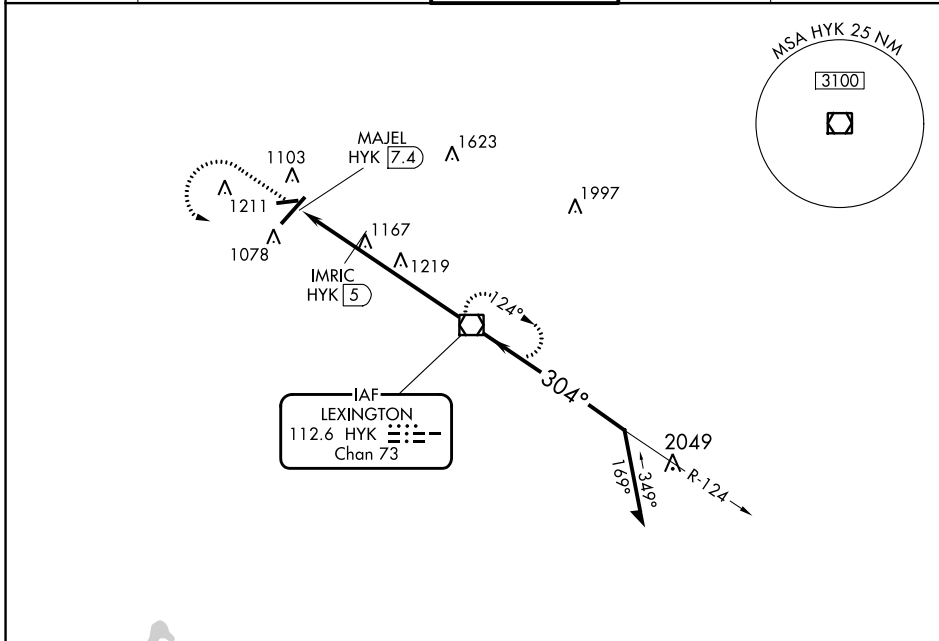 MSA HYK 25 NM
3100
MAJEL
HYK 7.4
1623
1103
1211
1997
1167
1078
1219
IMRIC
HYK 5
124°
304°
IAF
LEXINGTON
112.6 HYK
Chan 73
2049
R-124
349°
169°